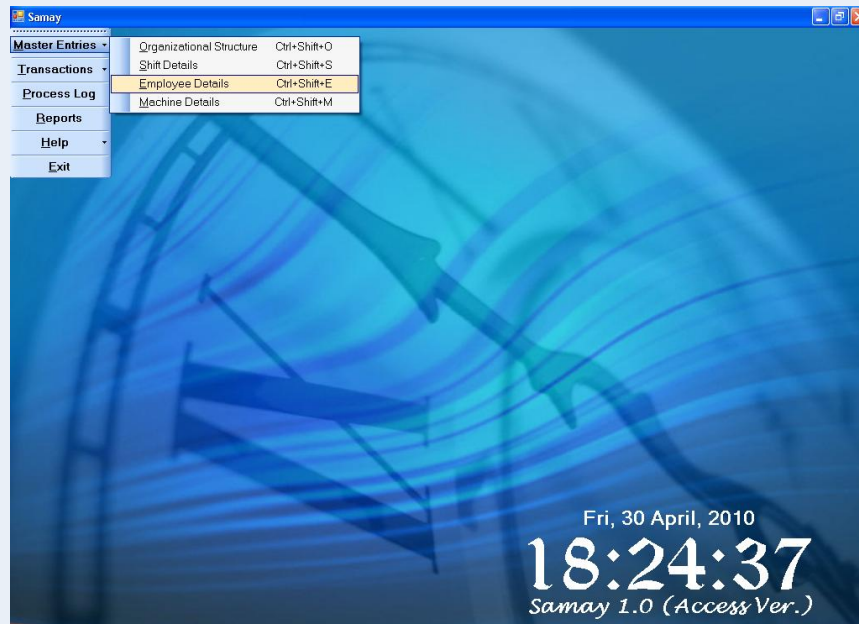 Samay
Master Entries
Transactions
Process Log
Reports
Help
Exit
Organizational Structure Ctrl+Shift+O
Shift Details Ctrl+Shift+S
Employee Details Ctrl+Shift+E
Machine Details Ctrl+Shift+M
Fri, 30 April, 2010
18:24:37
Samay 1.0 (Access Ver.)